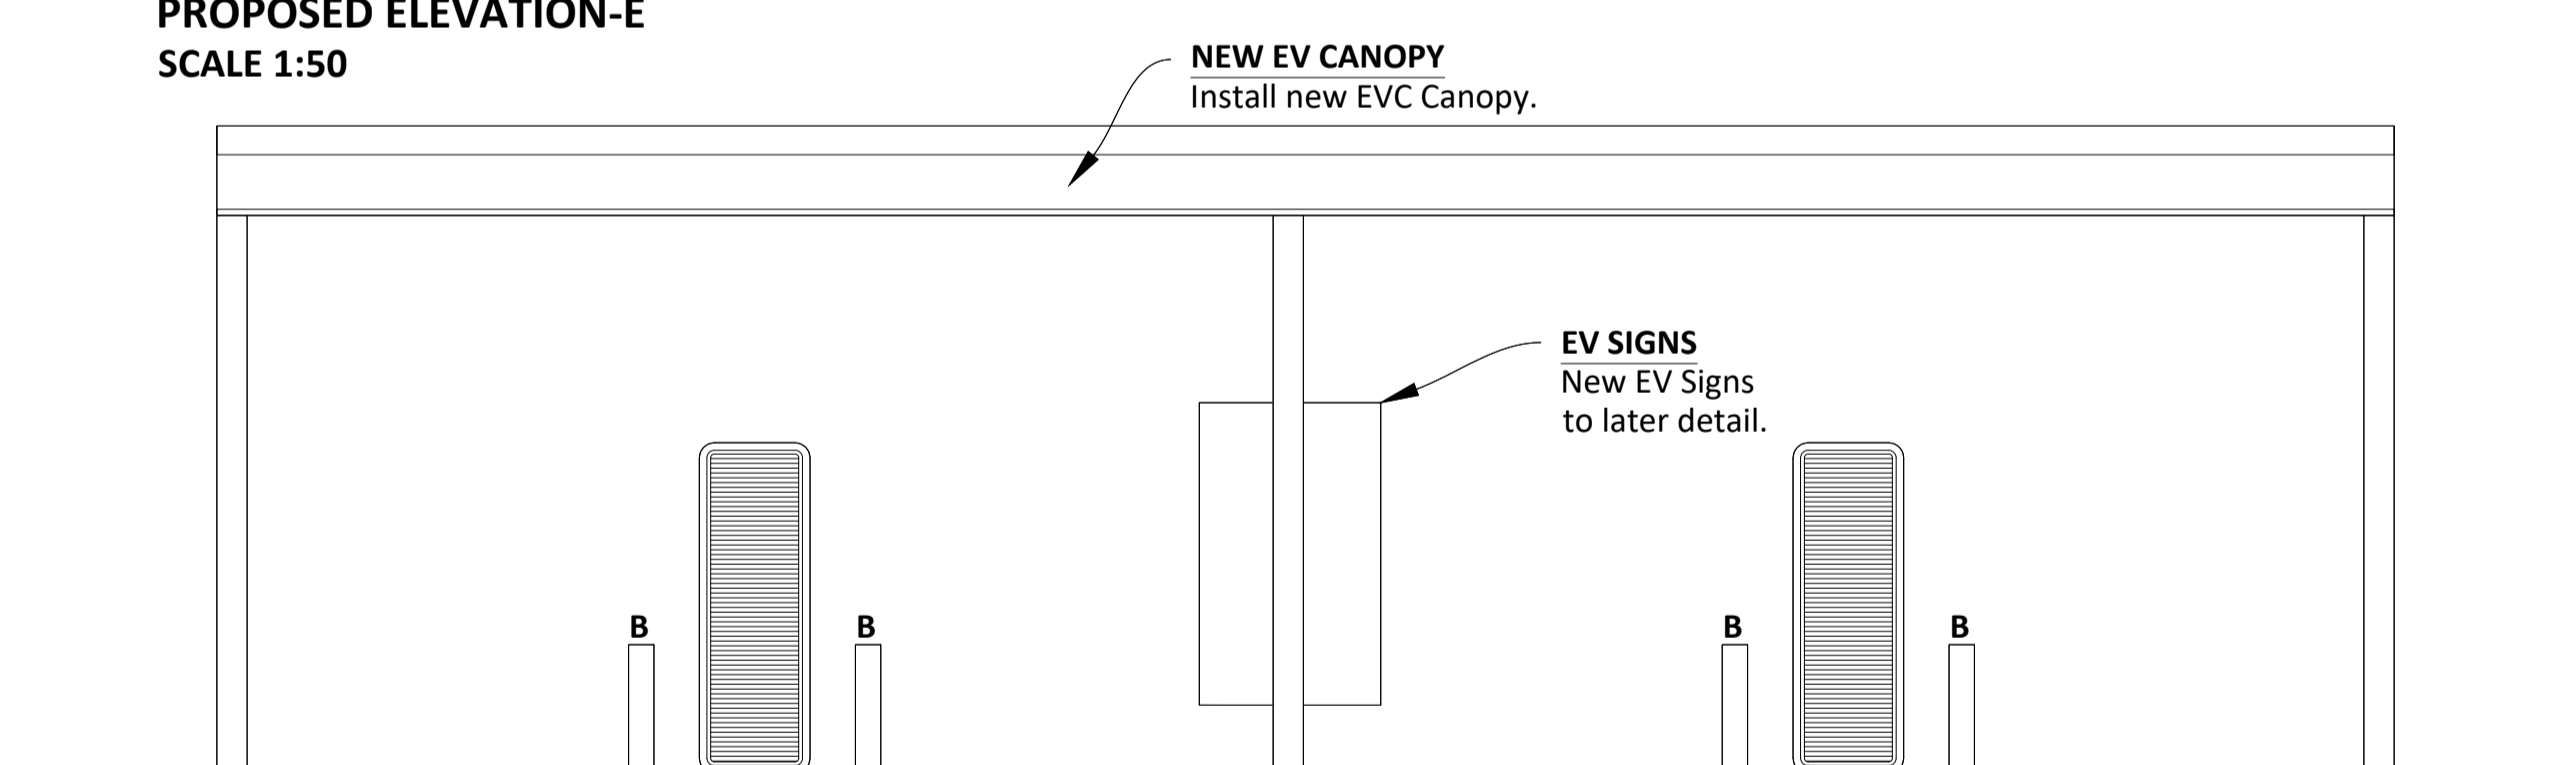 PROPOSED ELEVATION-E
SCALE 1:50
NEW EV CANOPY
Install new EVC Canopy.
EV SIGNS
New EV Signs
to later detail.
B
B
B
B